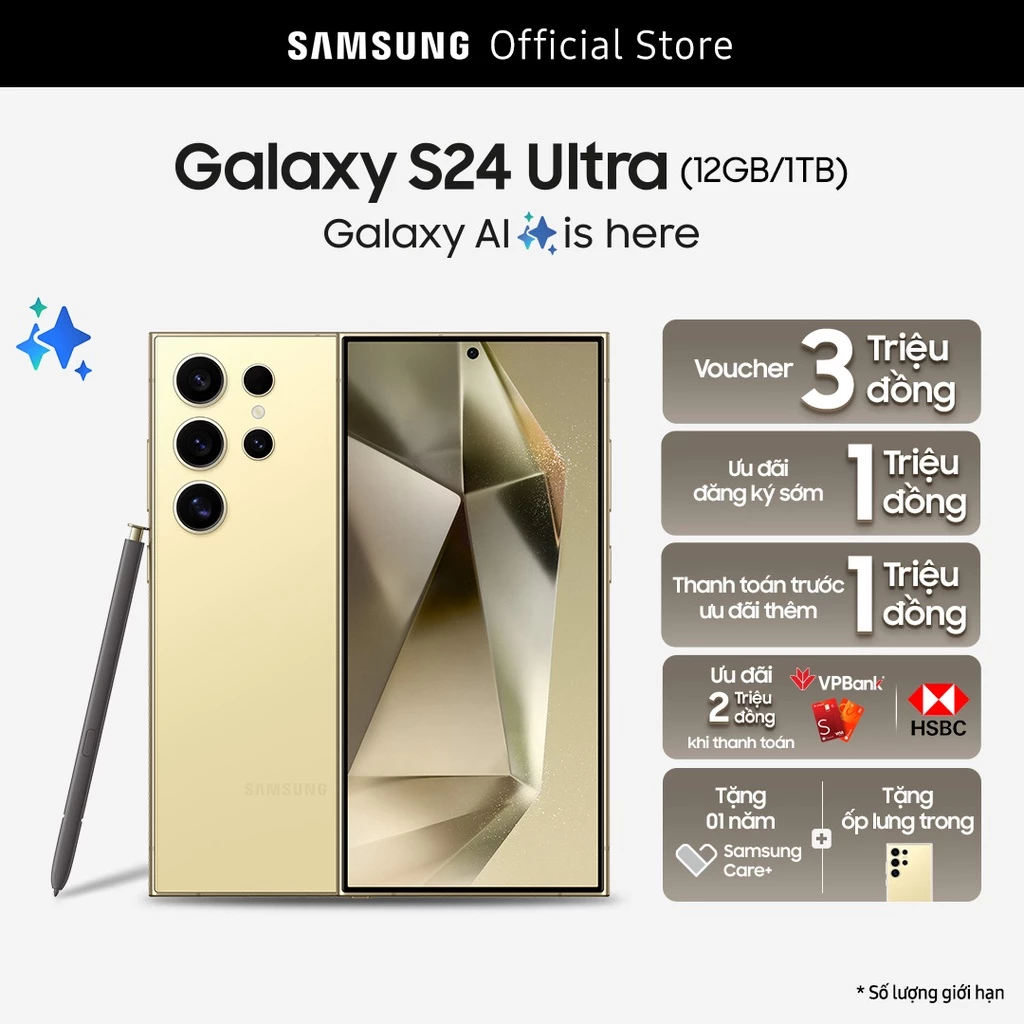 SAMSUNG Official Store
Galaxy S24 Ultra (12GB/1TB)
Galaxy AI is here
Voucher 3 Triệu đồng
Ưu đãi
đăng ký sớm
1 Triệu
đồng
Thanh toán trước
ưu đãi thêm
1 Triệu
đồng
Ưu đãi
2 Triệu
đồng
khi thanh toán
VPBank
S
HSBC
Tặng
01 năm
Samsung
Care+
Tặng
ốp lưng trong
SAMSUNG
* Số lượng giới hạn